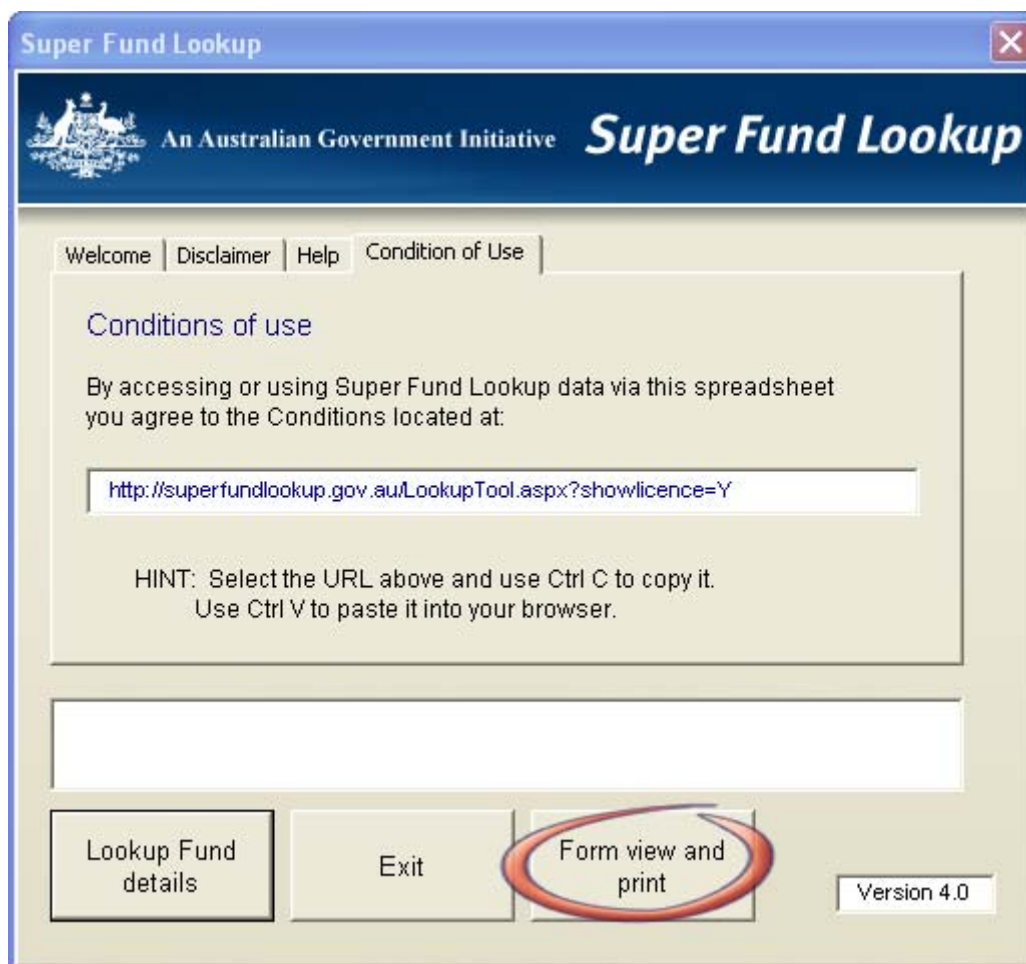 Super Fund Lookup
An Australian Government Initiative Super Fund Lookup
Welcome Disclaimer Help Condition of Use
Conditions of use
By accessing or using Super Fund Lookup data via this spreadsheet
you agree to the Conditions located at:
http://superfundlookup.gov.au/LookupTool.aspx?showlicence=Y
HINT: Select the URL above and use Ctrl C to copy it.
Use Ctrl V to paste it into your browser.
Lookup Fund
details
Exit
Form view and
print
Version 4.0